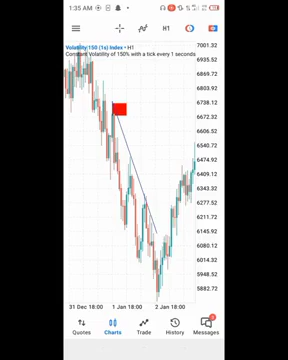 1:35 AM
H1
Volatility 150 (1s) Index • H1
Constant Volatility of 150% with a tick every 1 seconds
7001.32
6935.52
6869.72
6803.92
6738.12
6672.32
6606.52
6540.72
6474.92
6409.12
6343.32
6277.52
6211.72
6145.92
6080.12
6014.32
5948.52
5882.72
31 Dec 18:00
1 Jan 18:00
2 Jan 18:00
3
Quotes
Charts
Trade
History
Messages